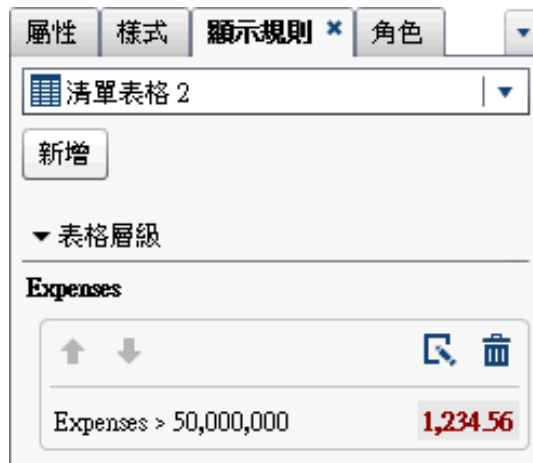 屬性 樣式 顯示規則 角色
清單表格 2
新增
表格層級
Expenses
Expenses > 50,000,000 1,234.56